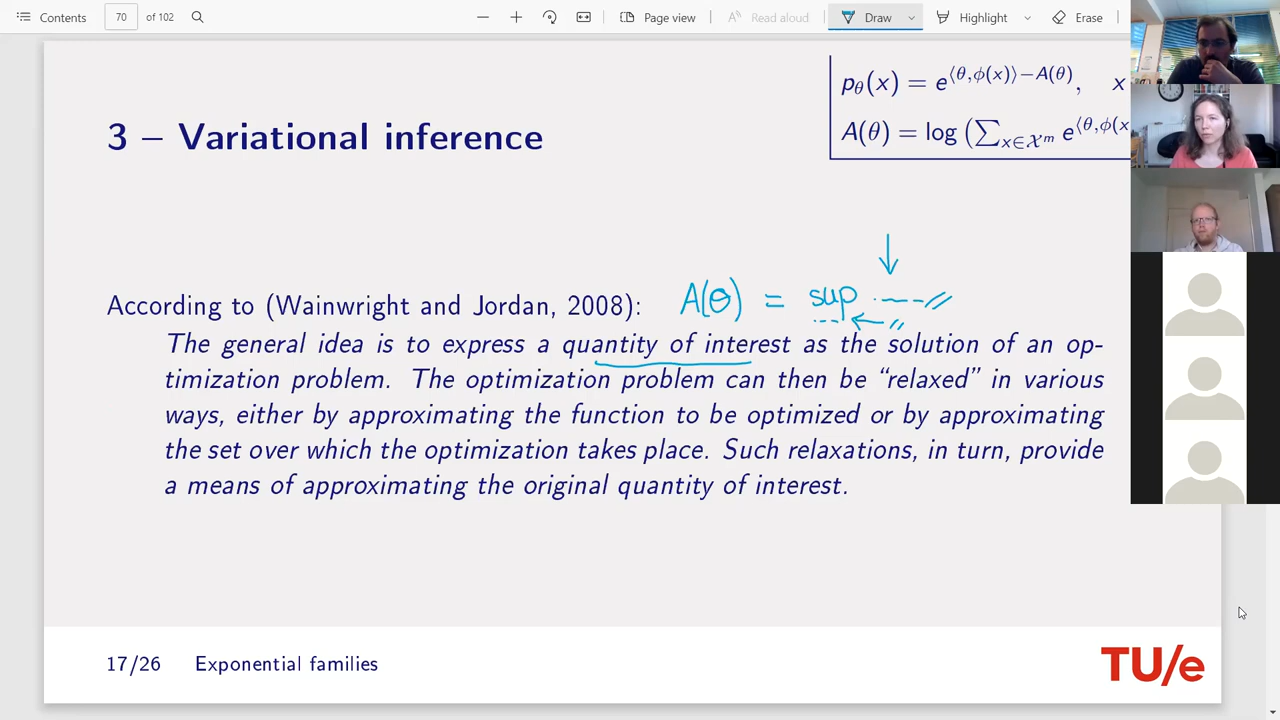 Contents 70 of 102 Page view Read aloud Draw Highlight Erase
3 – Variational inference
p_θ(x) = e^{⟨θ,ϕ(x)⟩−A(θ)}, x
A(θ) = log (∑_{x∈𝒳^m} e^{⟨θ,ϕ(x
According to (Wainwright and Jordan, 2008): A(θ) = sup
The general idea is to express a quantity of interest as the solution of an op-
timization problem. The optimization problem can then be “relaxed” in various
ways, either by approximating the function to be optimized or by approximating
the set over which the optimization takes place. Such relaxations, in turn, provide
a means of approximating the original quantity of interest.
17/26 Exponential families
TU/e